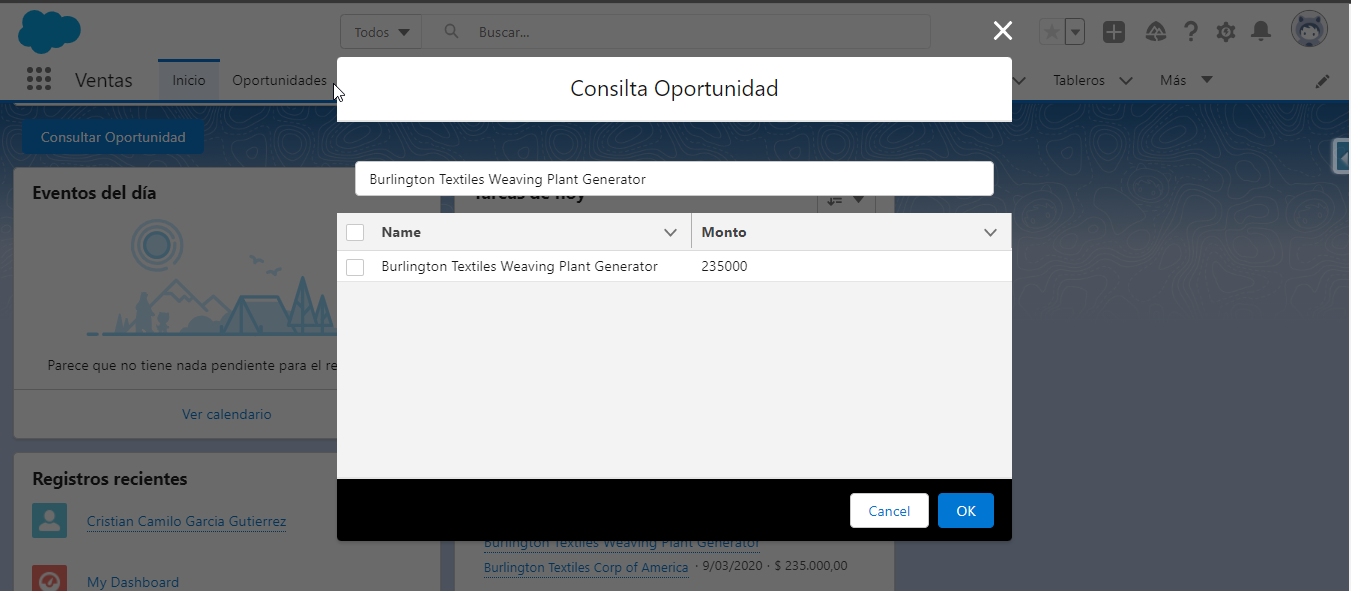 Todos
Buscar...
Ventas
Inicio
Oportunidades
Tableros
Más
Consilta Oportunidad
Consultar Oportunidad
Burlington Textiles Weaving Plant Generator
Eventos del día
Tareas de hoy
Name
Monto
Burlington Textiles Weaving Plant Generator
235000
Parece que no tiene nada pendiente para el re
Ver calendario
Registros recientes
Cristian Camilo Garcia Gutierrez
My Dashboard
Cancel
OK
Burlington Textiles Weaving Plant Generator
Burlington Textiles Corp of America · 9/03/2020 · $ 235.000,00